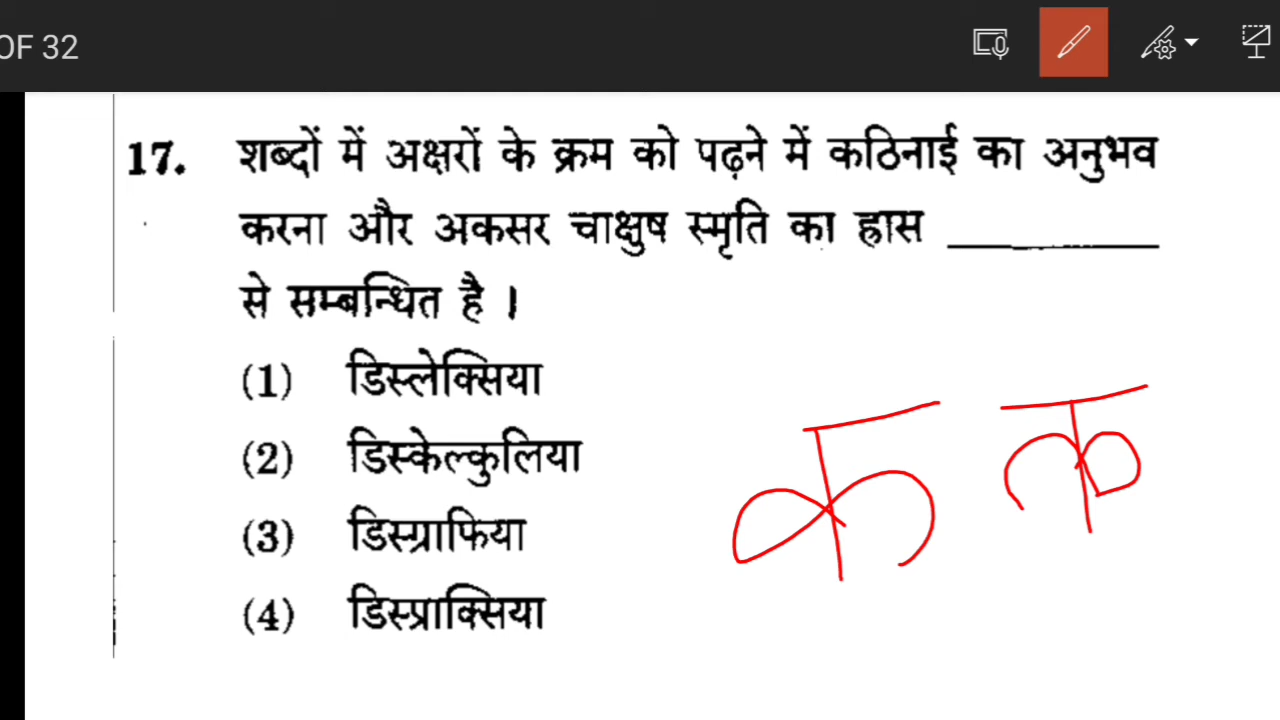 OF 32
17. शब्दों में अक्षरों के क्रम को पढ़ने में कठिनाई का अनुभव
करना और अकसर चाक्षुष स्मृति का ह्रास ________
से सम्बन्धित है ।
(1) डिस्लेक्सिया
(2) डिस्केल्कुलिया
(3) डिस्ग्राफिया
(4) डिस्प्राक्सिया
क क